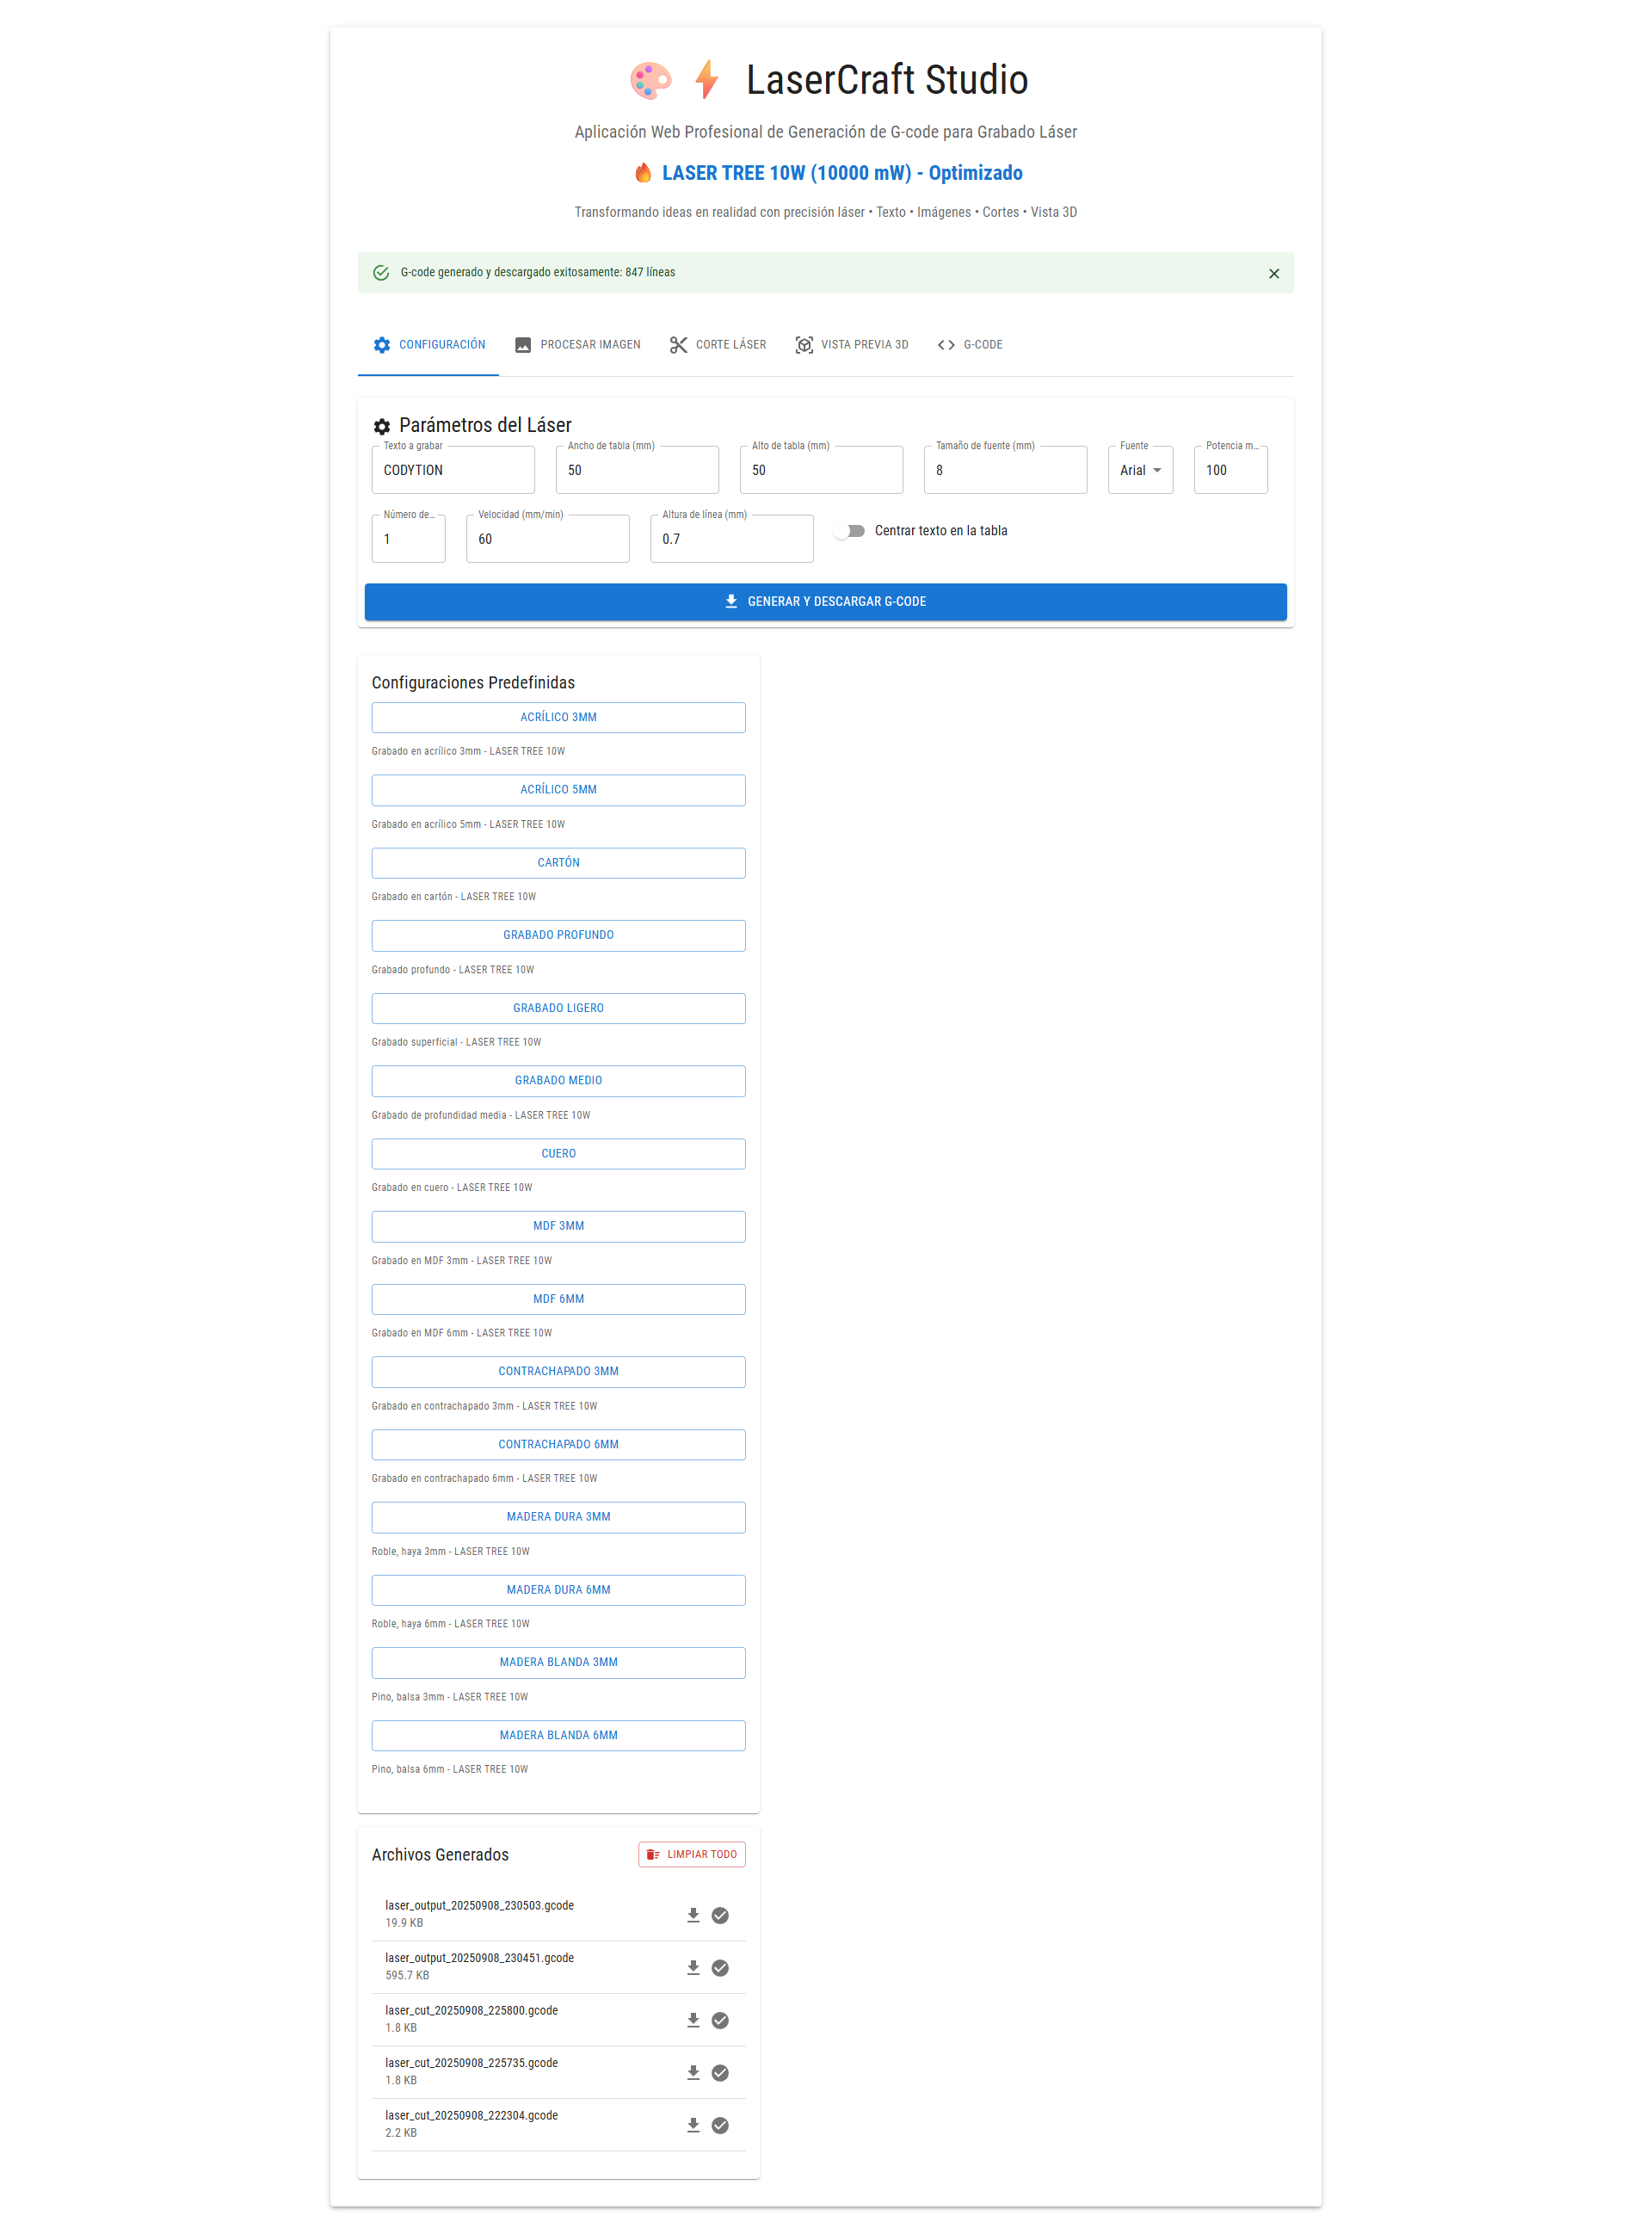 LaserCraft Studio
Aplicación Web Profesional de Generación de G-code para Grabado Láser
LASER TREE 10W (10000 mW) - Optimizado
Transformando ideas en realidad con precisión láser • Texto • Imágenes • Cortes • Vista 3D
G-code generado y descargado exitosamente: 847 líneas
CONFIGURACIÓN PROCESAR IMAGEN CORTE LÁSER VISTA PREVIA 3D G-CODE
Parámetros del Láser
Texto a grabar Ancho de tabla (mm) Alto de tabla (mm) Tamaño de fuente (mm) Fuente Potencia m...
CODYTION 50 50 8 Arial 100
Número de... Velocidad (mm/min) Altura de línea (mm)
1 60 0.7 Centrar texto en la tabla
GENERAR Y DESCARGAR G-CODE
Configuraciones Predefinidas
ACRÍLICO 3MM
Grabado en acrílico 3mm - LASER TREE 10W
ACRÍLICO 5MM
Grabado en acrílico 5mm - LASER TREE 10W
CARTÓN
Grabado en cartón - LASER TREE 10W
GRABADO PROFUNDO
Grabado profundo - LASER TREE 10W
GRABADO LIGERO
Grabado superficial - LASER TREE 10W
GRABADO MEDIO
Grabado de profundidad media - LASER TREE 10W
CUERO
Grabado en cuero - LASER TREE 10W
MDF 3MM
Grabado en MDF 3mm - LASER TREE 10W
MDF 6MM
Grabado en MDF 6mm - LASER TREE 10W
CONTRACHAPADO 3MM
Grabado en contrachapado 3mm - LASER TREE 10W
CONTRACHAPADO 6MM
Grabado en contrachapado 6mm - LASER TREE 10W
MADERA DURA 3MM
Roble, haya 3mm - LASER TREE 10W
MADERA DURA 6MM
Roble, haya 6mm - LASER TREE 10W
MADERA BLANDA 3MM
Pino, balsa 3mm - LASER TREE 10W
MADERA BLANDA 6MM
Pino, balsa 6mm - LASER TREE 10W
Archivos Generados LIMPIAR TODO
laser_output_20250908_230503.gcode
19.9 KB
laser_output_20250908_230451.gcode
595.7 KB
laser_cut_20250908_225800.gcode
1.8 KB
laser_cut_20250908_225735.gcode
1.8 KB
laser_cut_20250908_222304.gcode
2.2 KB